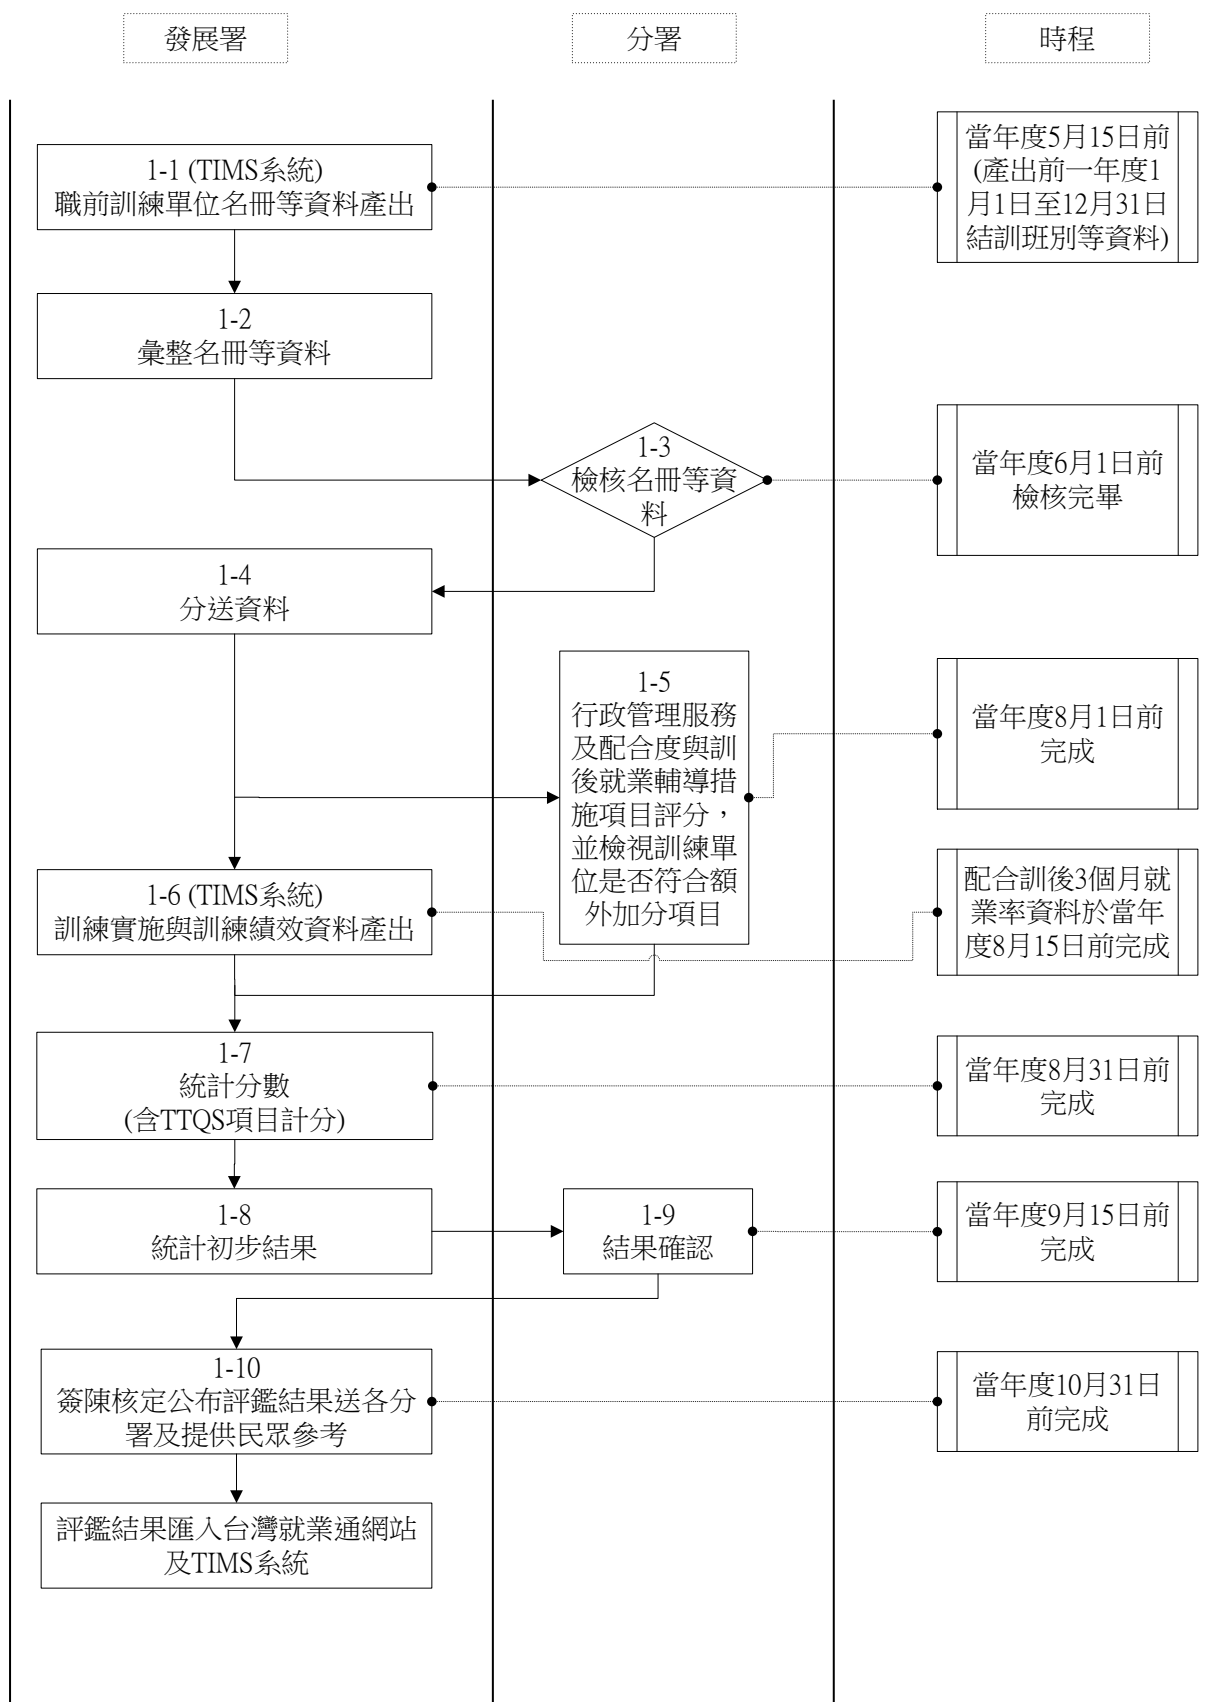 發展署
分署
時程
1-1 (TIMS系統)
職前訓練單位名冊等資料產出
當年度5月15日前
(產出前一年度1
月1日至12月31日
結訓班別等資料)
1-2
彙整名冊等資料
1-3
檢核名冊等資
料
當年度6月1日前
檢核完畢
1-4
分送資料
1-5
行政管理服務
及配合度與訓
後就業輔導措
施項目評分，
並檢視訓練單
位是否符合額
外加分項目
當年度8月1日前
完成
1-6 (TIMS系統)
訓練實施與訓練績效資料產出
配合訓後3個月就
業率資料於當年
度8月15日前完成
1-7
統計分數
(含TTQS項目計分)
當年度8月31日前
完成
1-8
統計初步結果
1-9
結果確認
當年度9月15日前
完成
1-10
簽陳核定公布評鑑結果送各分
署及提供民眾參考
當年度10月31日
前完成
評鑑結果匯入台灣就業通網站
及TIMS系統